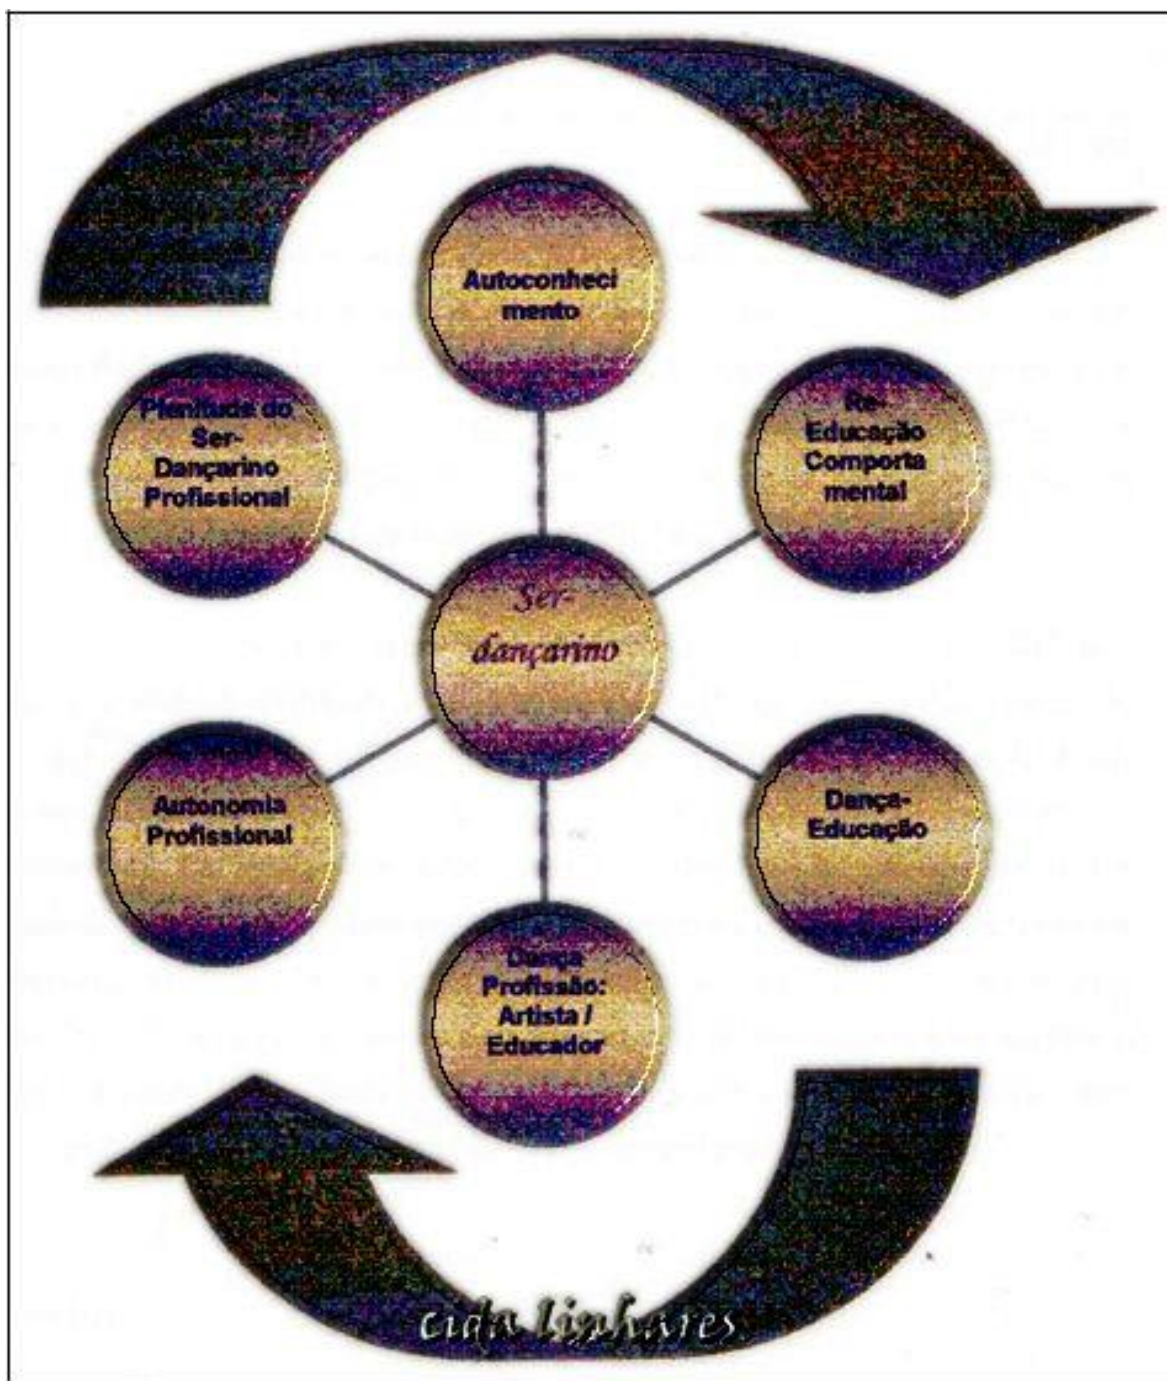 Autoconheci
mento
Re-
Educação
Comporta
mental
Dança-
Educação
Dança
Profissão:
Artista /
Educador
Autonomia
Profissional
Plenitude do
Ser-
Dançarino
Profissional
Ser-
dançarino
cida linhares